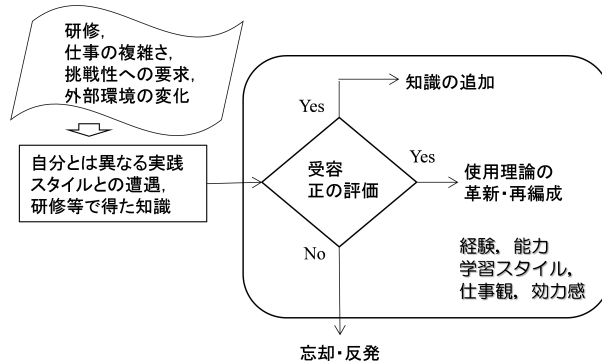 研修,
仕事の複雑さ,
挑戦性への要求,
外部環境の変化
自分とは異なる実践
スタイルとの遭遇,
研修等で得た知識
受容
正の評価
Yes
知識の追加
Yes
使用理論の
革新・再編成
No
忘却・反発
経験, 能力
学習スタイル,
仕事観, 効力感